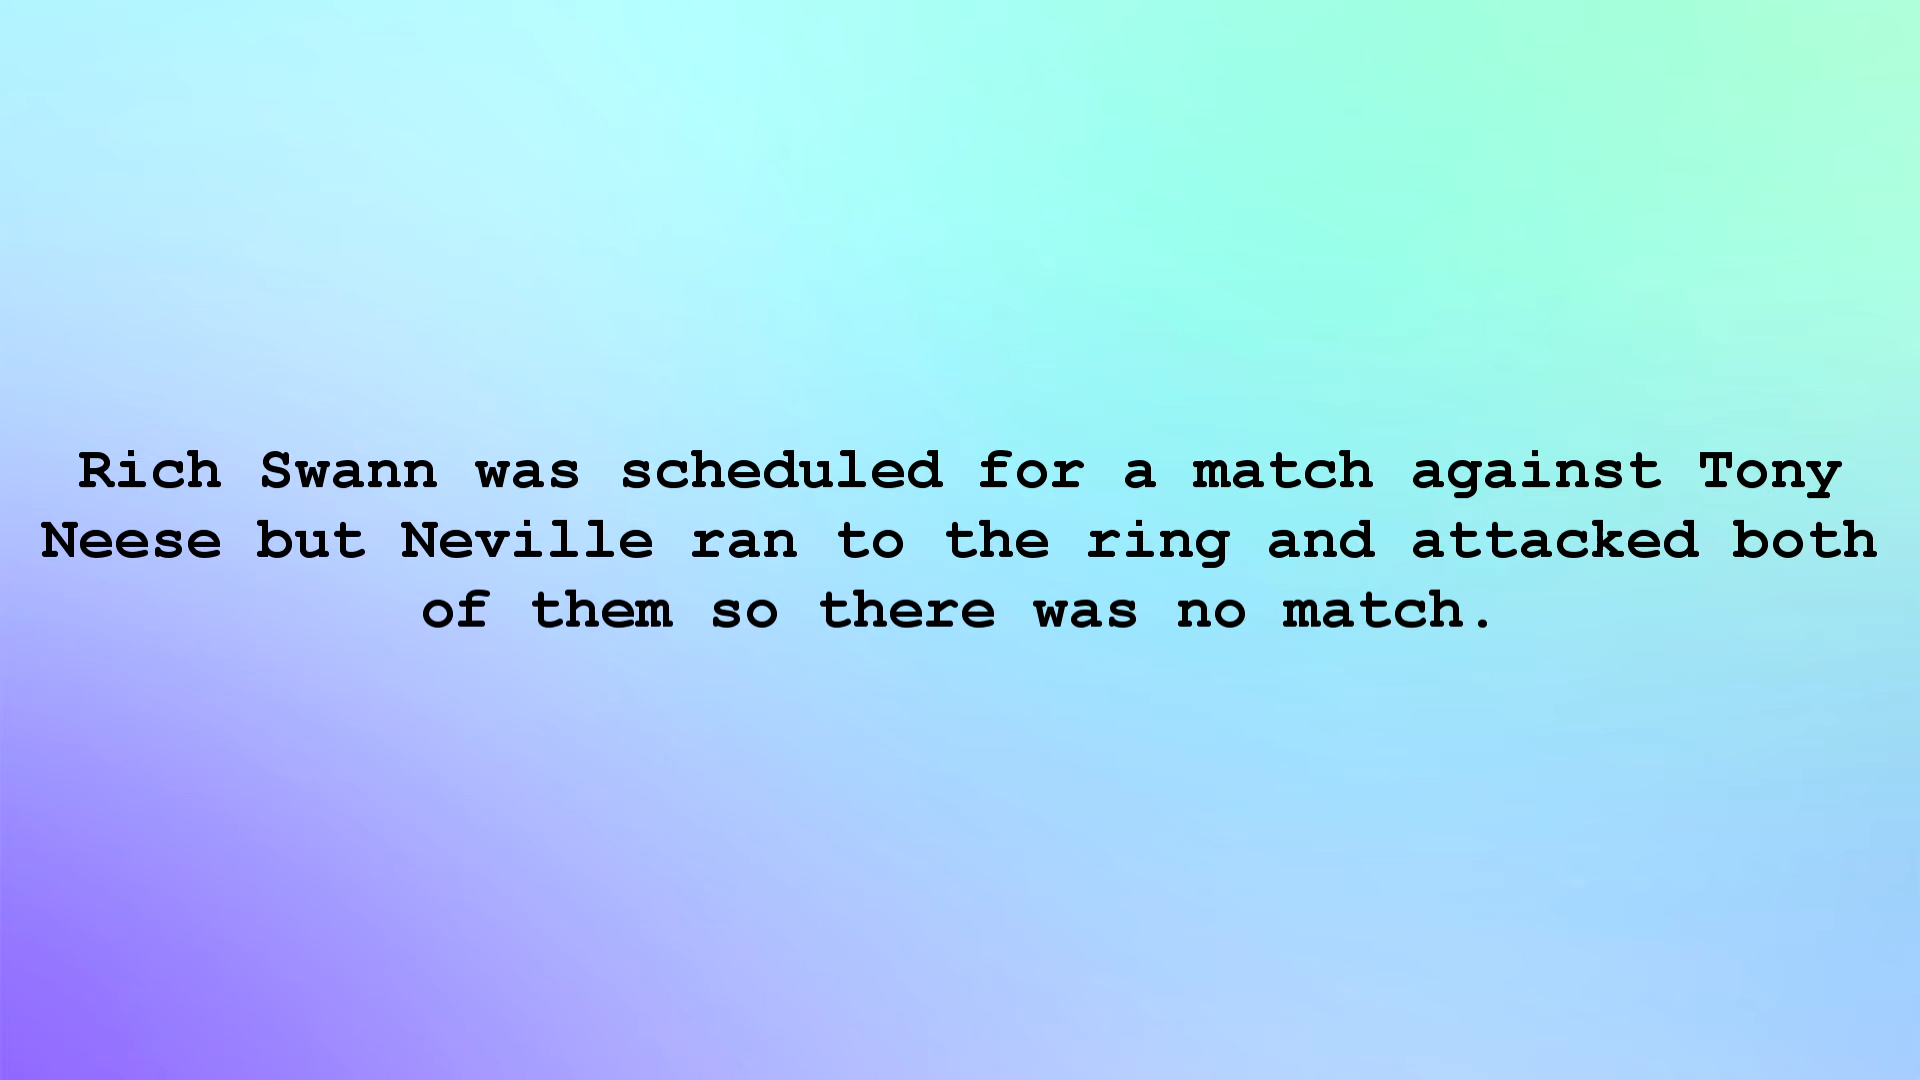 Rich Swann was scheduled for a match against Tony
Neese but Neville ran to the ring and attacked both
of them so there was no match.